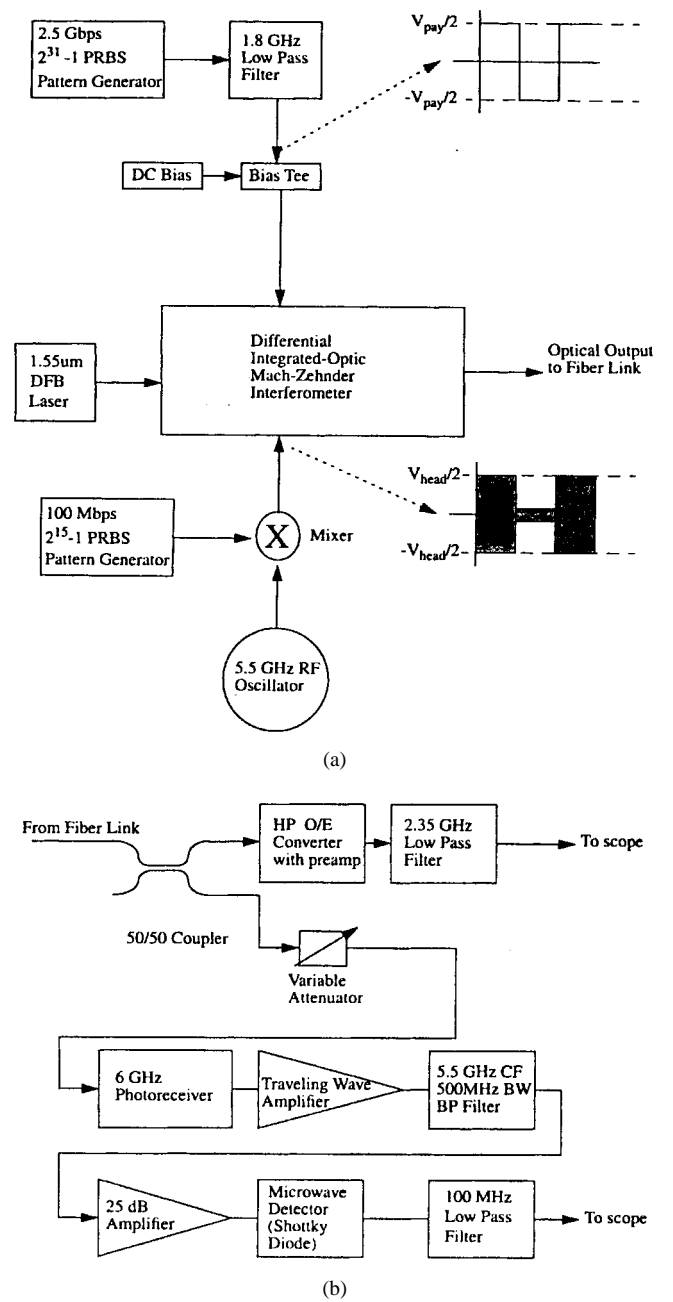 2.5 Gbps
2^31 -1 PRBS
Pattern Generator
1.8 GHz
Low Pass
Filter
V_pay/2
-V_pay/2
DC Bias
Bias Tee
1.55um
DFB
Laser
Differential
Integrated-Optic
Mach-Zehnder
Interferometer
Optical Output
to Fiber Link
V_head/2
-V_head/2
100 Mbps
2^15-1 PRBS
Pattern Generator
X
Mixer
5.5 GHz RF
Oscillator
(a)
From Fiber Link
HP O/E
Converter
with preamp
2.35 GHz
Low Pass
Filter
To scope
50/50 Coupler
Variable
Attenuator
6 GHz
Photoreceiver
Traveling Wave
Amplifier
5.5 GHz CF
500MHz BW
BP Filter
25 dB
Amplifier
Microwave
Detector
(Shottky
Diode)
100 MHz
Low Pass
Filter
To scope
(b)